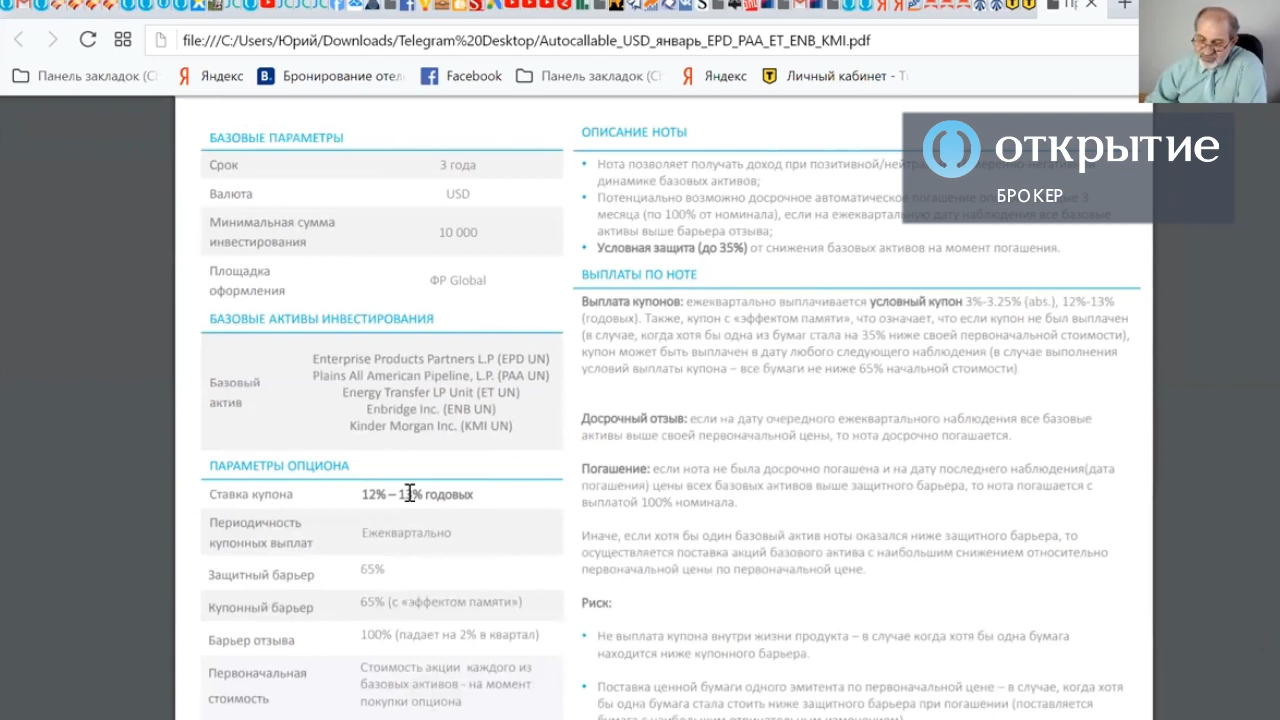 file:///C:/Users/Юрий/Downloads/Telegram%20Desktop/Autocallable_USD_январь_EPD_PAA_ET_ENB_KMI.pdf
Панель закладок (Сн
Яндекс
Бронирование отел
Facebook
Панель закладок (Сн
Яндекс
Личный кабинет - Т
открытие
БРОКЕР
БАЗОВЫЕ ПАРАМЕТРЫ
Срок 3 года
Валюта USD
Минимальная сумма
инвестирования
10 000
Площадка
оформления
ФР Global
БАЗОВЫЕ АКТИВЫ ИНВЕСТИРОВАНИЯ
Базовый
актив
Enterprise Products Partners L.P (EPD UN)
Plains All American Pipeline, L.P. (PAA UN)
Energy Transfer LP Unit (ET UN)
Enbridge Inc. (ENB UN)
Kinder Morgan Inc. (KMI UN)
ПАРАМЕТРЫ ОПЦИОНА
Ставка купона 12% – 13% годовых
Периодичность
купонных выплат
Ежеквартально
Защитный барьер 65%
Купонный барьер 65% (с «эффектом памяти»)
Барьер отзыва 100% (падает на 2% в квартал)
Первоначальная
стоимость
Стоимость акции каждого из
базовых активов - на момент
покупки опциона
ОПИСАНИЕ НОТЫ
• Нота позволяет получать доход при позитивной/
динамике базовых активов;
• Потенциально возможно досрочное автоматическое 3
месяца (по 100% от номинала), если на ежеквартальную дату наблюдения все базовые
активы выше барьера отзыва;
• Условная защита (до 35%) от снижения базовых активов на момент погашения.
ВЫПЛАТЫ ПО НОТЕ
Выплата купонов: ежеквартально выплачивается условный купон 3%-3.25% (abs.), 12%-13%
(годовых). Также, купон с «эффектом памяти», что означает, что если купон не был выплачен
(в случае, когда хотя бы одна из бумаг стала на 35% ниже своей первоначальной стоимости),
купон может быть выплачен в дату любого следующего наблюдения (в случае выполнения
условий выплаты купона – все бумаги не ниже 65% начальной стоимости)
Досрочный отзыв: если на дату очередного ежеквартального наблюдения все базовые
активы выше своей первоначальной цены, то нота досрочно погашается.
Погашение: если нота не была досрочно погашена и на дату последнего наблюдения(дата
погашения) цены всех базовых активов выше защитного барьера, то нота погашается с
выплатой 100% номинала.
Иначе, если хотя бы один базовый актив ноты оказался ниже защитного барьера, то
осуществляется поставка акций базового актива с наибольшим снижением относительно
первоначальной цены по первоначальной цене.
Риск:
• Не выплата купона внутри жизни продукта – в случае когда хотя бы одна бумага
находится ниже купонного барьера.
• Поставка ценной бумаги одного эмитента по первоначальной цене – в случае, когда хотя
бы одна бумага стала стоить ниже защитного барьера при погашении (поставляется
бумага с наибольшим отрицательным изменением)